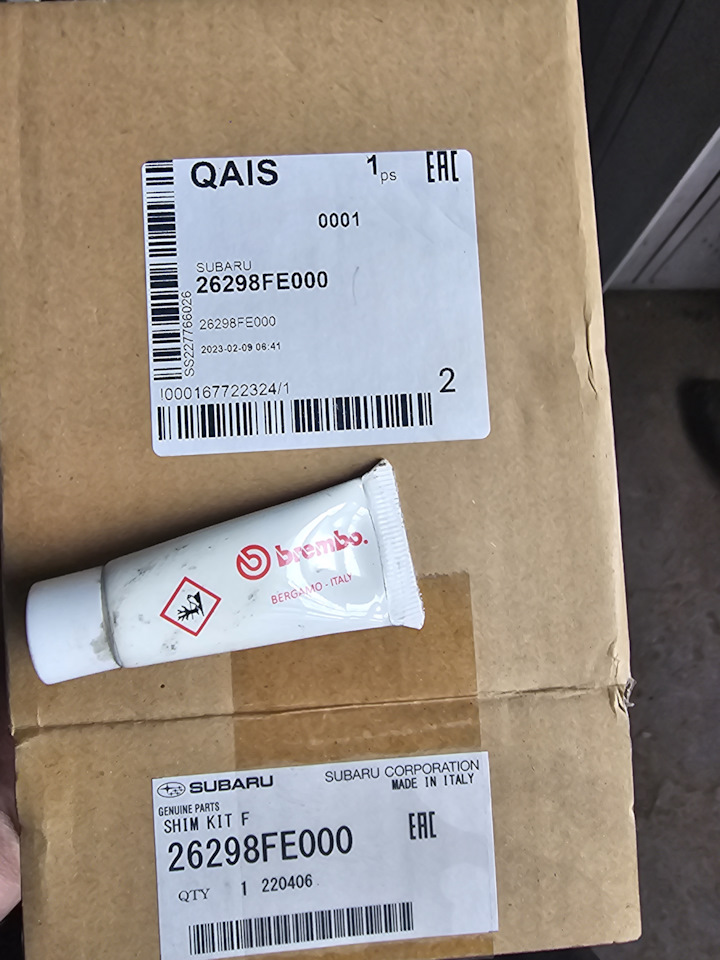 QAIS
1ps
EAC
0001
SUBARU
26298FE000
26298FE000
2023-02-09 06:41
SS227766026
I000167722324/1
2
brembo.
BERGAMO - ITALY
SUBARU
SUBARU CORPORATION
MADE IN ITALY
GENUINE PARTS
SHIM KIT F
EAC
26298FE000
QTY 1 220406